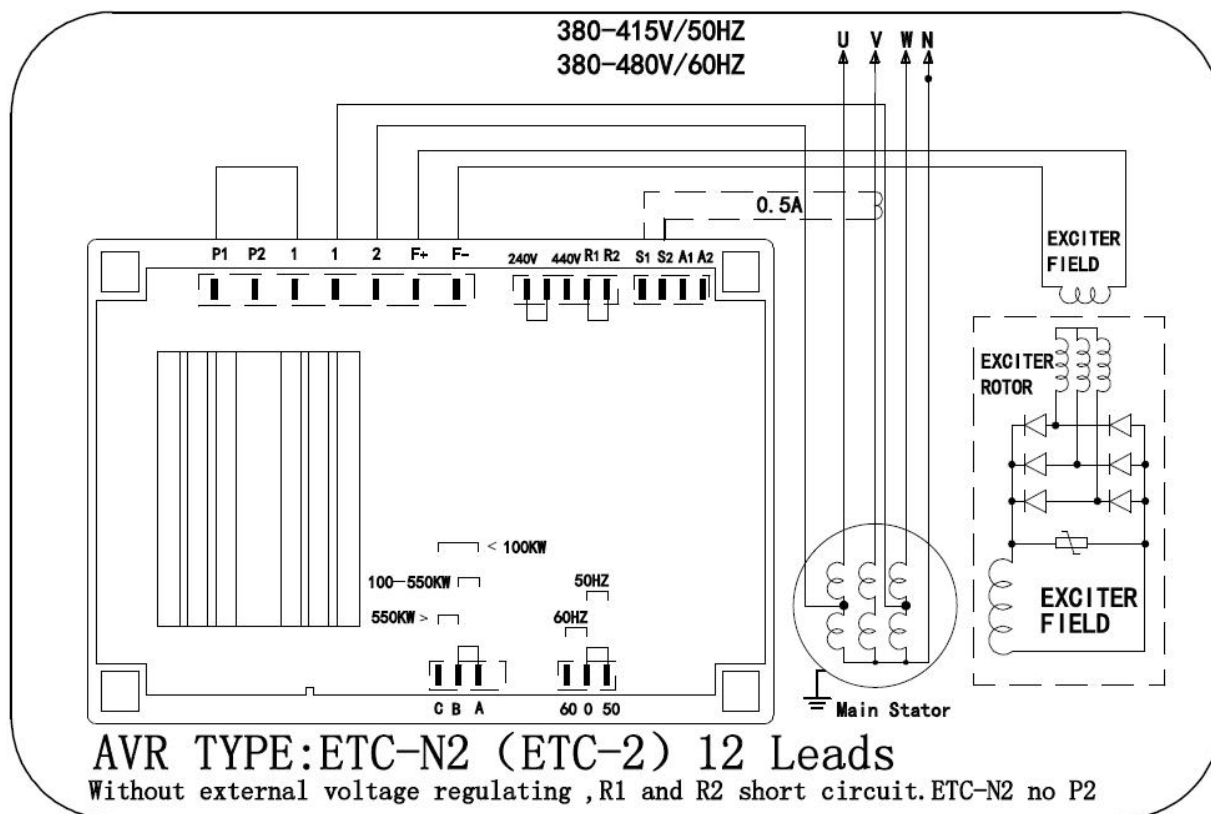 380-415V/50HZ
380-480V/60HZ
U V W N
0.5A
P1 P2 1 1 2 F+ F-
240V 440V R1 R2
S1 S2 A1 A2
EXCITER
FIELD
EXCITER
ROTOR
< 100KW
100-550KW
550KW >
50HZ
60HZ
C B A
60 0 50
EXCITER
FIELD
Main Stator
AVR TYPE:ETC-N2 (ETC-2) 12 Leads
Without external voltage regulating ,R1 and R2 short circuit.ETC-N2 no P2